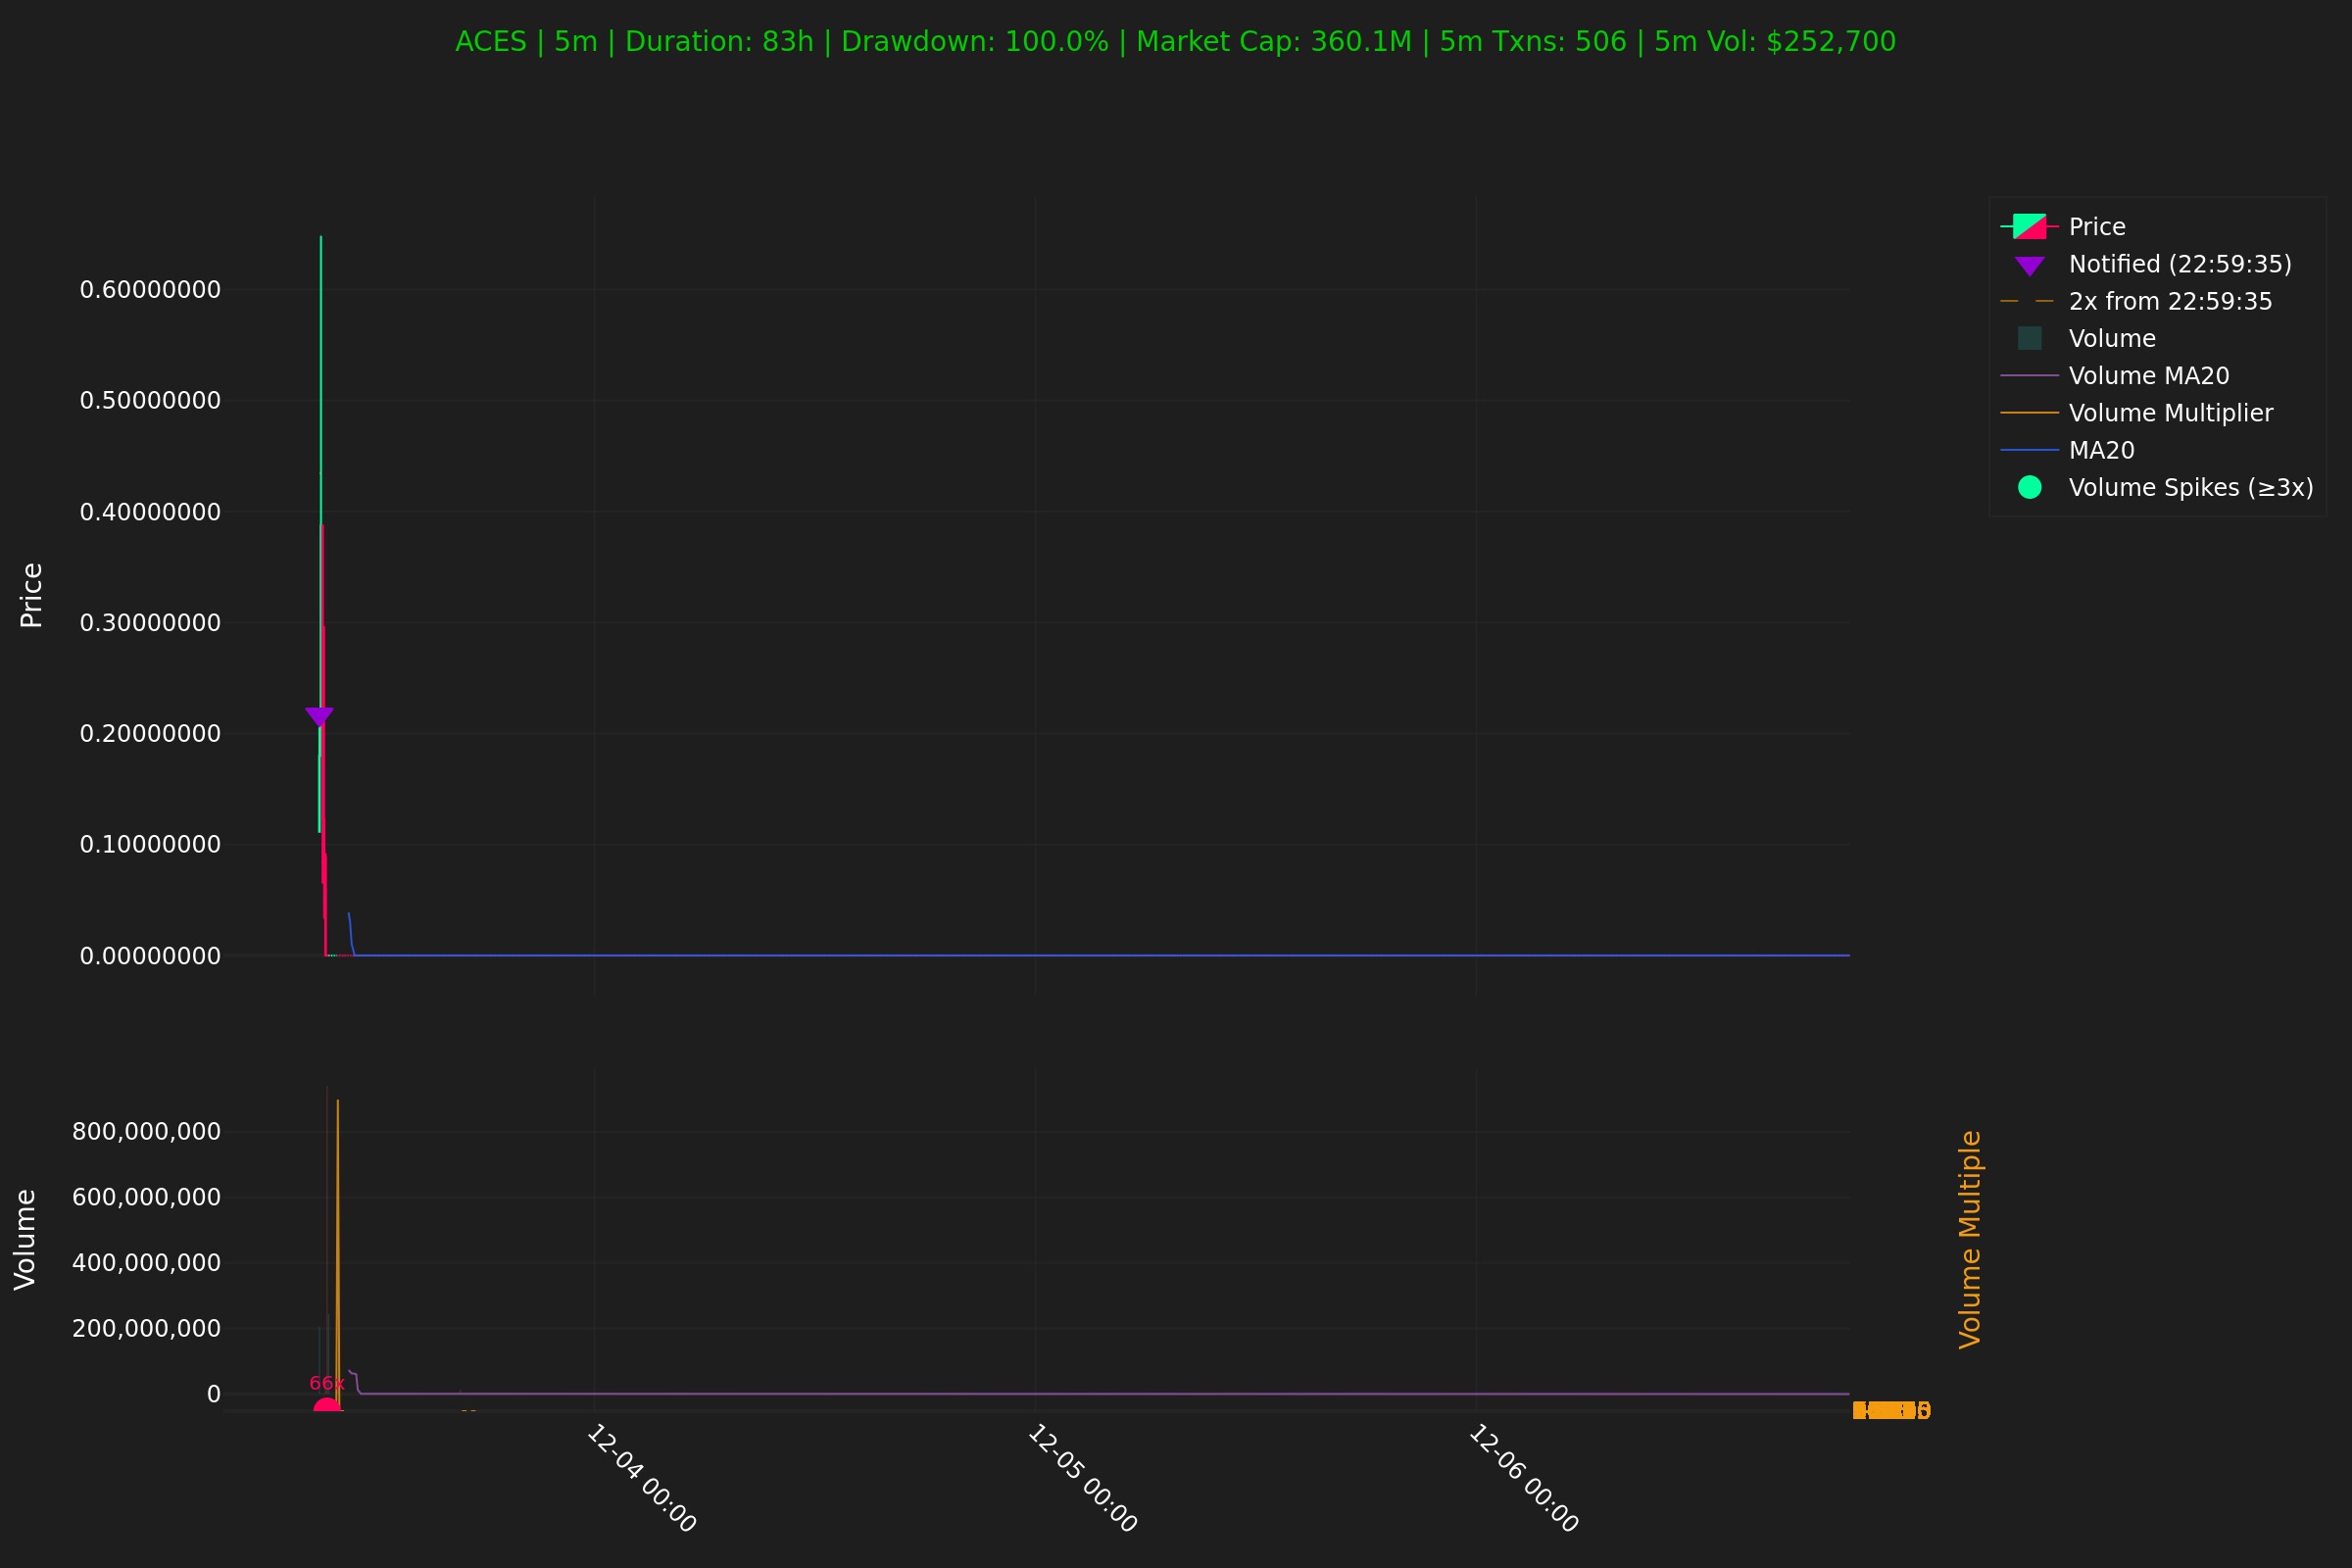 ACES | 5m | Duration: 83h | Drawdown: 100.0% | Market Cap: 360.1M | 5m Txns: 506 | 5m Vol: $252,700
Price
Notified (22:59:35)
2x from 22:59:35
Volume
Volume MA20
Volume Multiplier
MA20
Volume Spikes (≥3x)
Price
0.60000000
0.50000000
0.40000000
0.30000000
0.20000000
0.10000000
0.00000000
Volume
800,000,000
600,000,000
400,000,000
200,000,000
0
66x
Volume Multiple
12-04 00:00
12-05 00:00
12-06 00:00